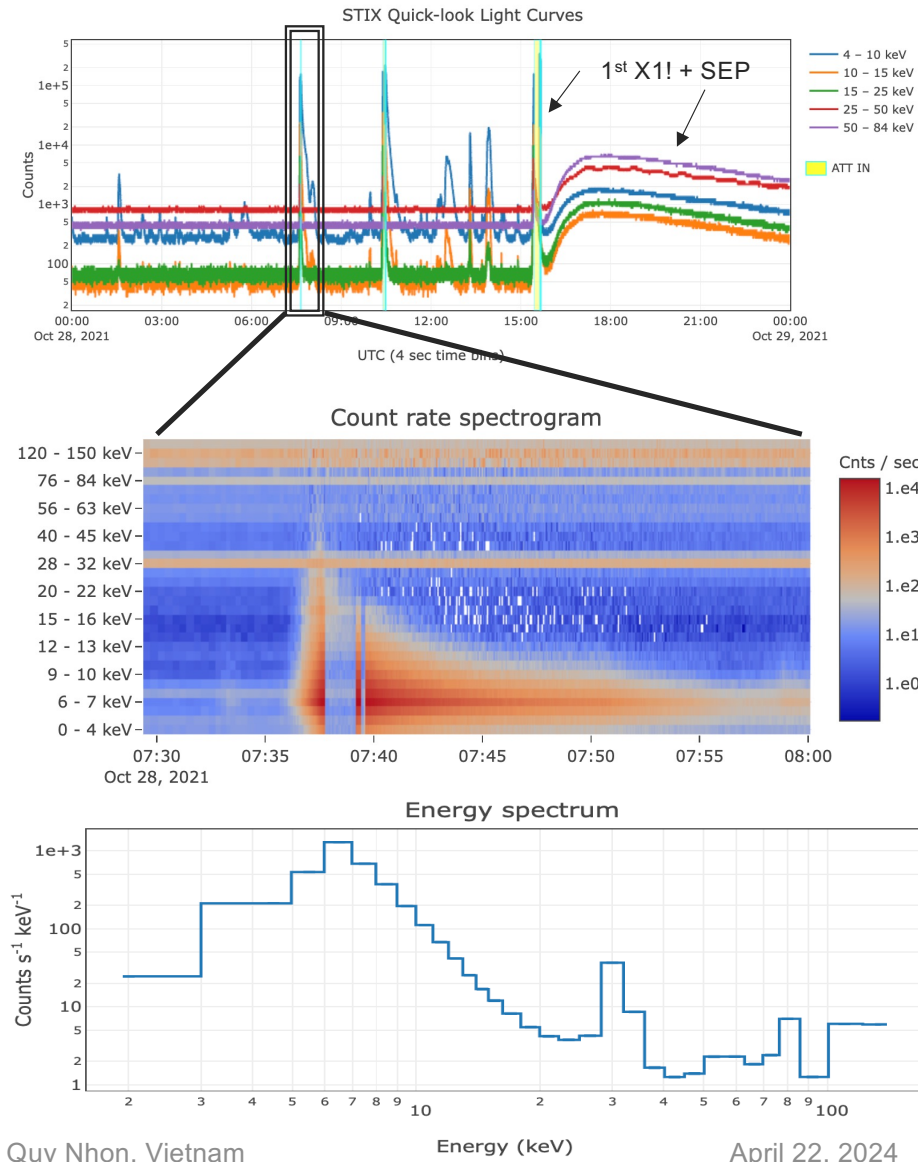 STIX Quick-look Light Curves
5
2
1e+5
5
2
1e+4
5
2
1e+3
5
2
100
5
2
Counts
1st X1! + SEP
4 – 10 keV
10 – 15 keV
15 – 25 keV
25 – 50 keV
50 – 84 keV
ATT IN
00:00 03:00 06:00 09:00 12:00 15:00 18:00 21:00 00:00
Oct 28, 2021 Oct 29, 2021
UTC (4 sec time bins)
Count rate spectrogram
120 - 150 keV
76 - 84 keV
56 - 63 keV
40 - 45 keV
28 - 32 keV
20 - 22 keV
15 - 16 keV
12 - 13 keV
9 - 10 keV
6 - 7 keV
0 - 4 keV
Cnts / sec
1.e4
1.e3
1.e2
1.e1
1.e0
07:30 07:35 07:40 07:45 07:50 07:55 08:00
Oct 28, 2021
Energy spectrum
1e+3
5
2
100
5
2
10
5
2
1
Counts s-1 keV-1
2 3 4 5 6 7 8 9 10 2 3 4 5 6 7 8 9 100
Energy (keV)
Quy Nhon, Vietnam April 22, 2024